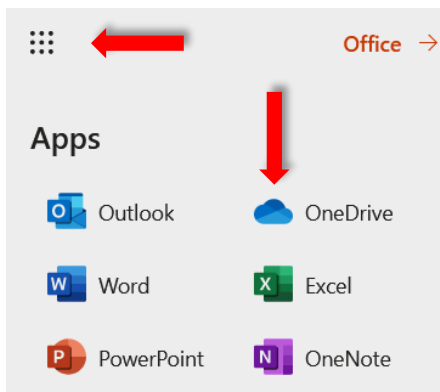 Office →
Apps
Outlook OneDrive
Word Excel
PowerPoint OneNote